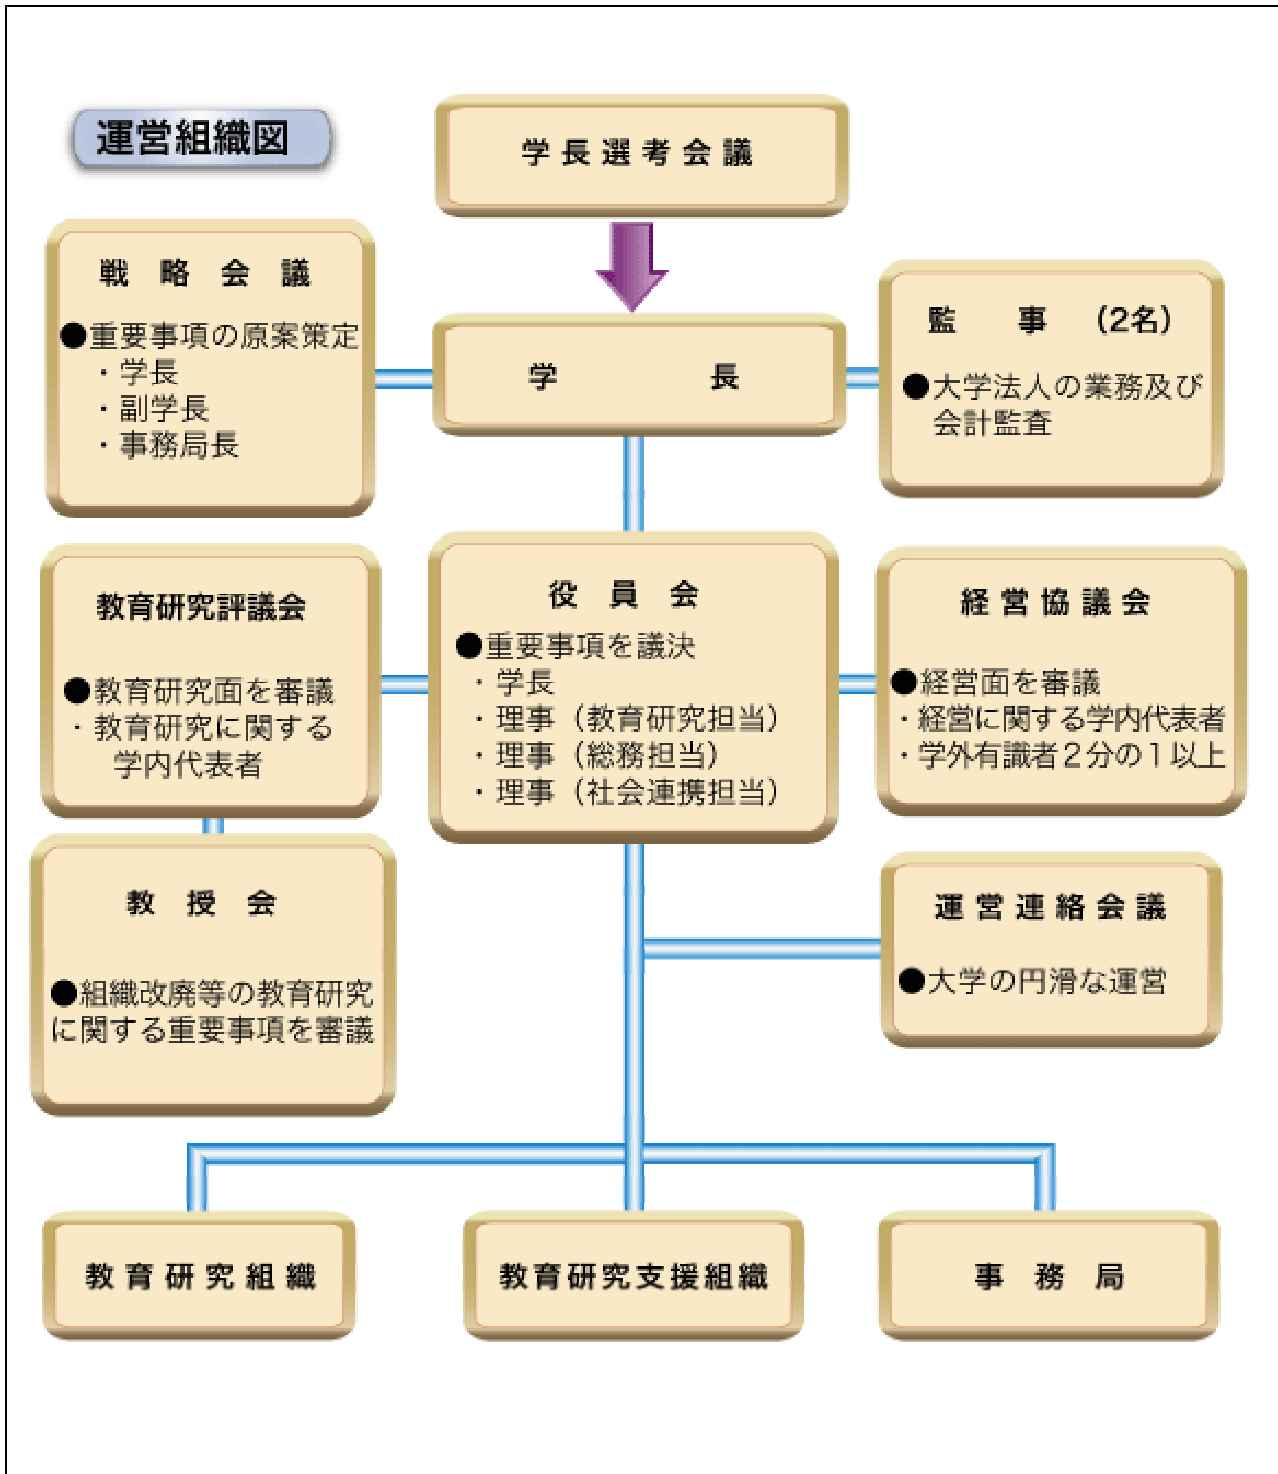 運営組織図
学長選考会議
戦略会議
●重要事項の原案策定
・学長
・副学長
・事務局長
学長
監事（2名）
●大学法人の業務及び
会計監査
教育研究評議会
●教育研究面を審議
・教育研究に関する
学内代表者
役員会
●重要事項を議決
・学長
・理事（教育研究担当）
・理事（総務担当）
・理事（社会連携担当）
経営協議会
●経営面を審議
・経営に関する学内代表者
・学外有識者２分の１以上
教授会
●組織改廃等の教育研究
に関する重要事項を審議
運営連絡会議
●大学の円滑な運営
教育研究組織
教育研究支援組織
事務局